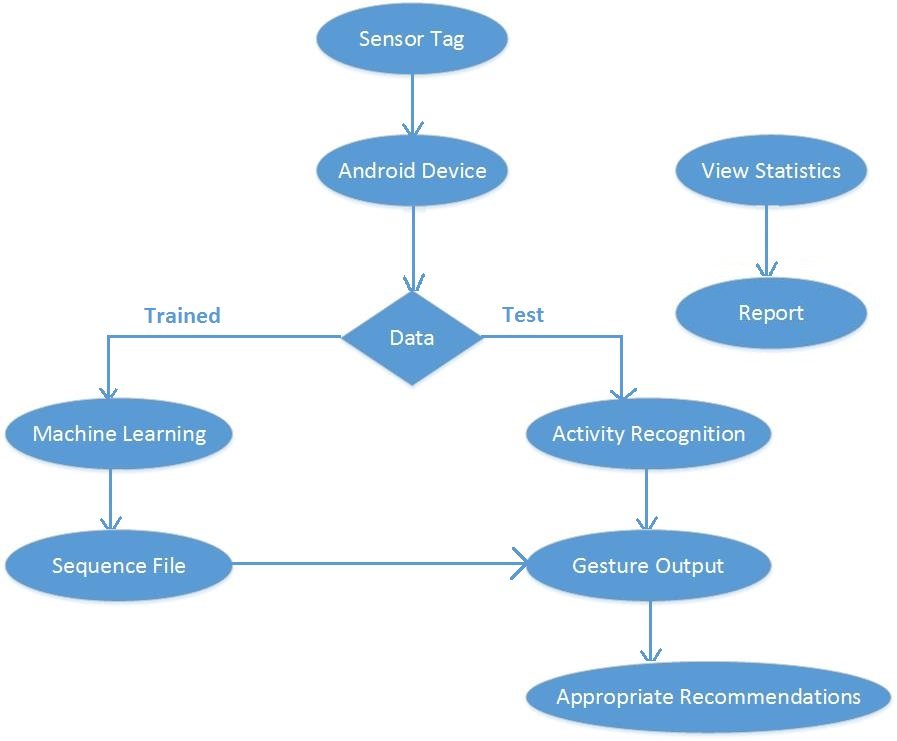 Sensor Tag
Android Device
View Statistics
Trained
Test
Data
Report
Machine Learning
Activity Recognition
Sequence File
Gesture Output
Appropriate Recommendations